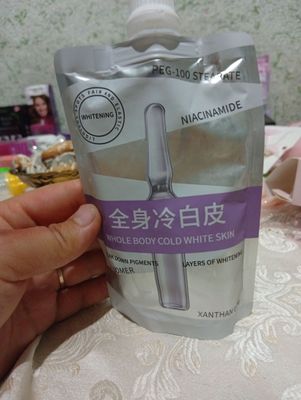 PEG-100 STEARATE
WHITENING
NIACINAMIDE
全身冷白皮
WHOLE BODY COLD WHITE SKIN
DOWN PIGMENTS
LAYERS OF WHITENING
XANTHAN